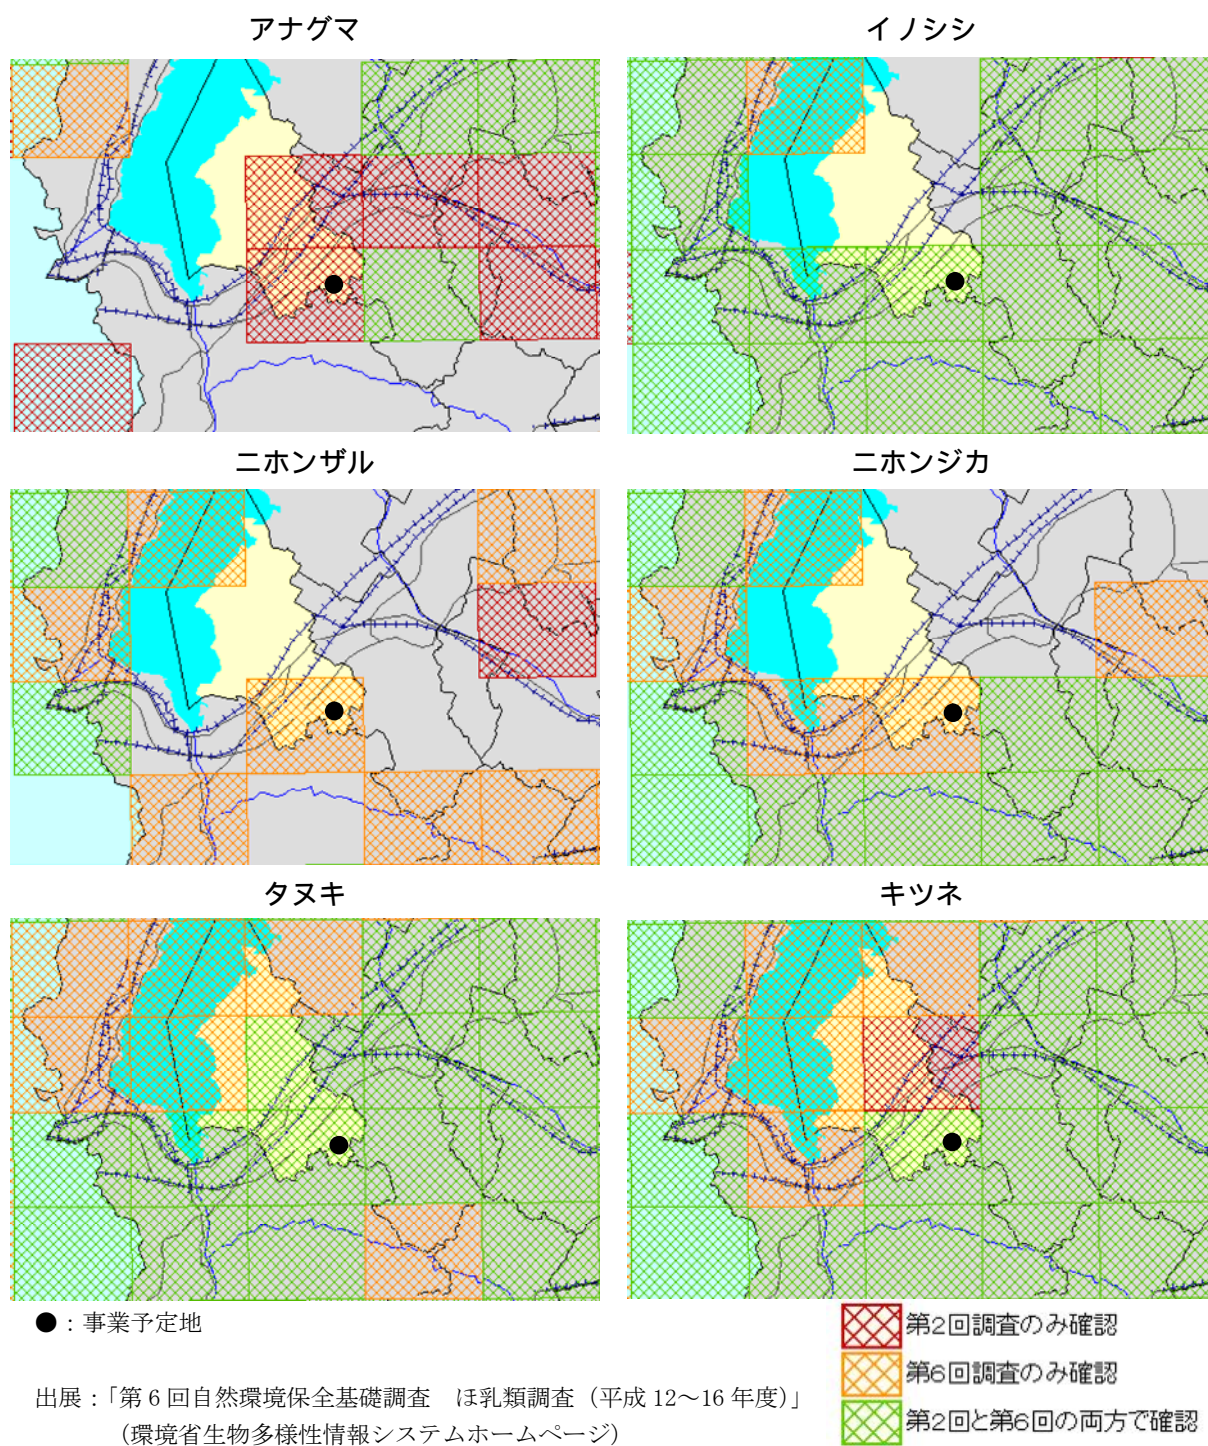 アナグマ
イノシシ
ニホンザル
ニホンジカ
タヌキ
キツネ
●：事業予定地
第2回調査のみ確認
第6回調査のみ確認
第2回と第6回の両方で確認
出展：「第 6 回自然環境保全基礎調査　ほ乳類調査（平成 12～16 年度）」
（環境省生物多様性情報システムホームページ）